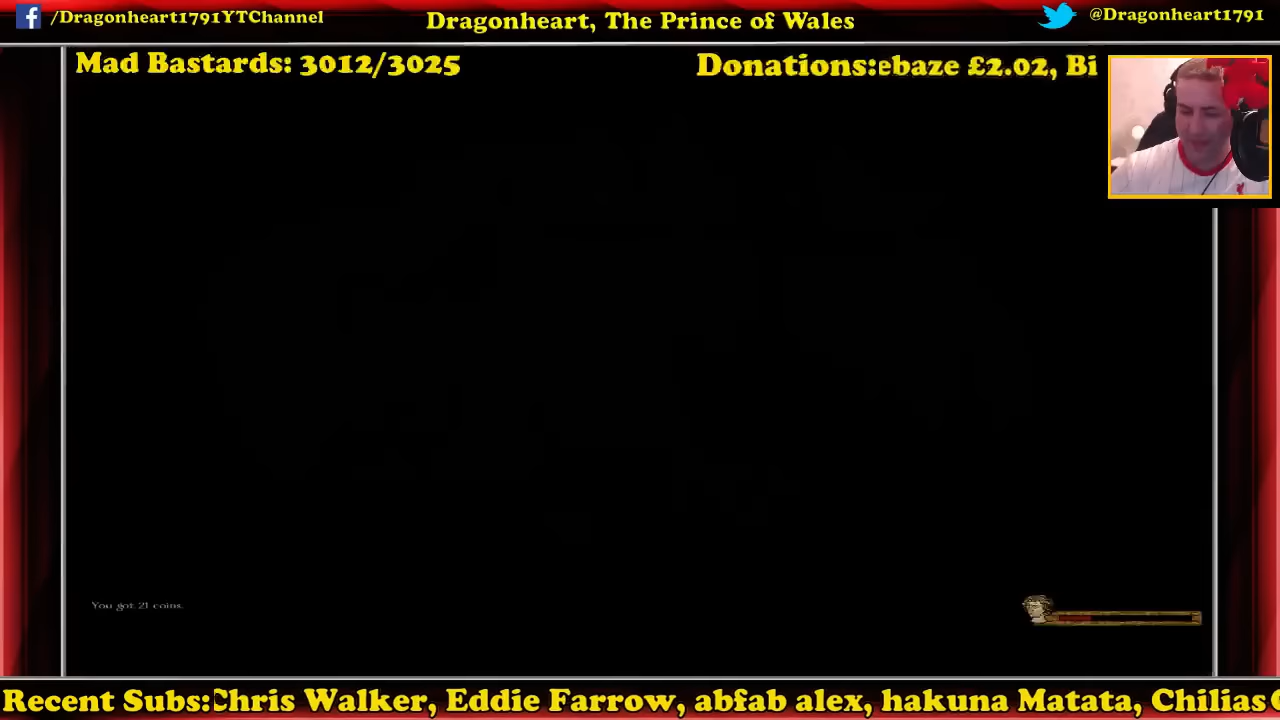 /Dragonheart1791YTChannel
Dragonheart, The Prince of Wales
@Dragonheart1791
Mad Bastards: 3012/3025
Donations:ebaze £2.02, Bi
You got 21 coins.
Recent Subs:Chris Walker, Eddie Farrow, abfab alex, hakuna Matata, Chilias